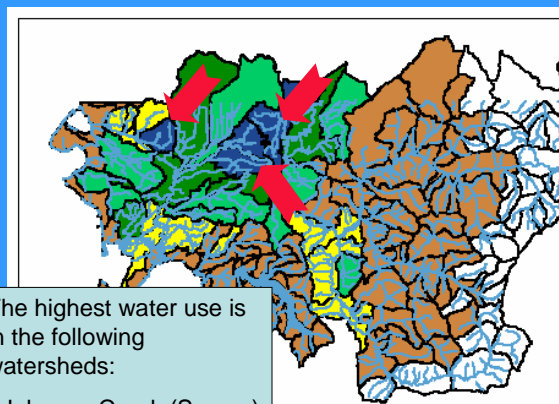 he highest water use is
n the following
watersheds: